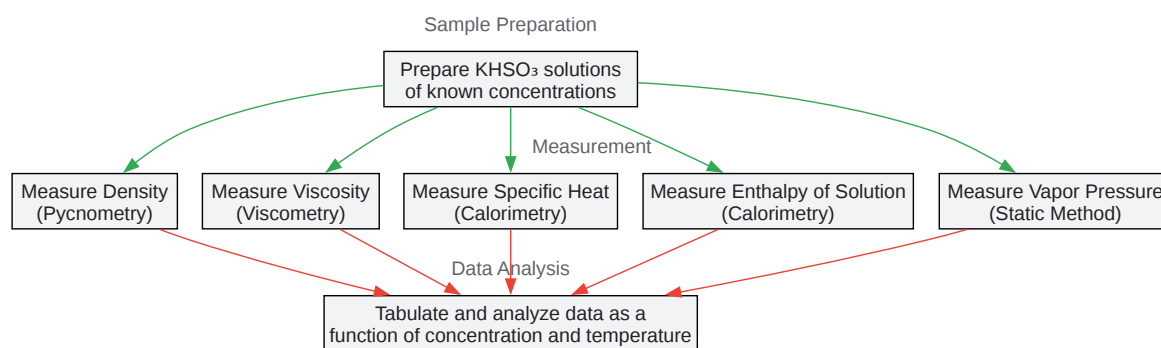 Sample Preparation
Prepare KHSO₃ solutions
of known concentrations
Measurement
Measure Density
(Pycnometry)
Measure Viscosity
(Viscometry)
Measure Specific Heat
(Calorimetry)
Measure Enthalpy of Solution
(Calorimetry)
Measure Vapor Pressure
(Static Method)
Data Analysis
Tabulate and analyze data as a
function of concentration and temperature